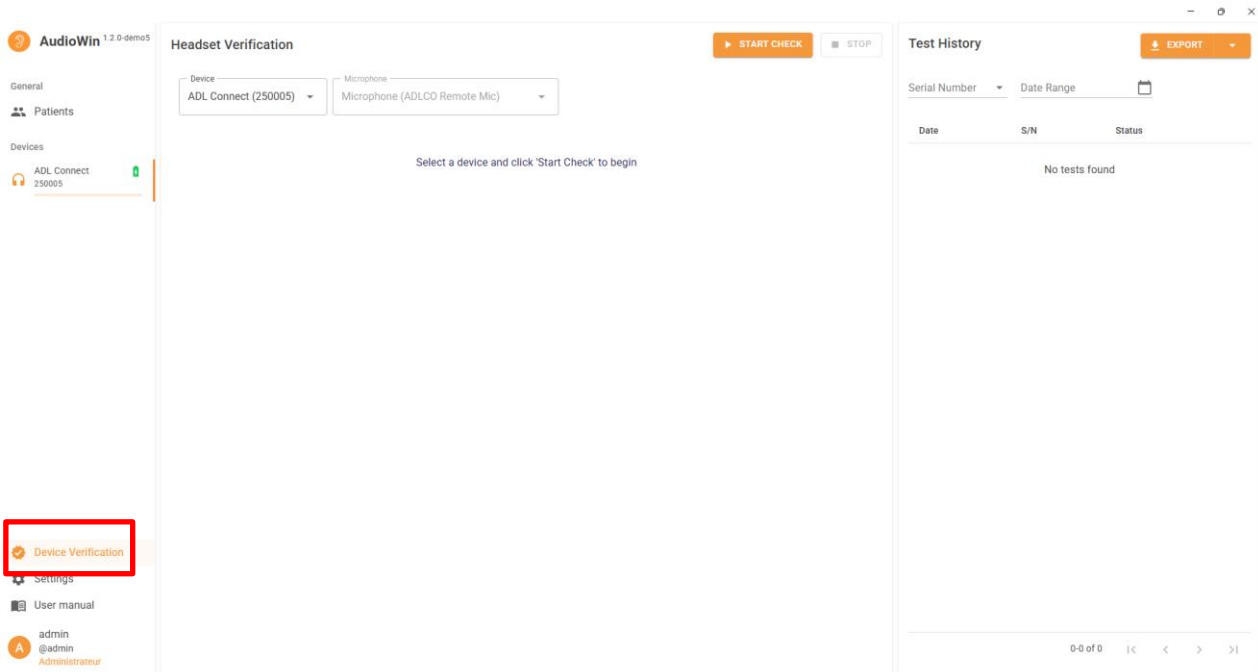 AudioWin 1.2.0-demo5
General
Patients
Devices
ADL Connect
250005
Device Verification
Settings
User manual
A
admin
@admin
Administrateur
Headset Verification
START CHECK
STOP
Device
ADL Connect (250005)
Microphone
Microphone (ADLCO Remote Mic)
Select a device and click 'Start Check' to begin
Test History
EXPORT
Serial Number
Date Range
Date S/N Status
No tests found
0-0 of 0